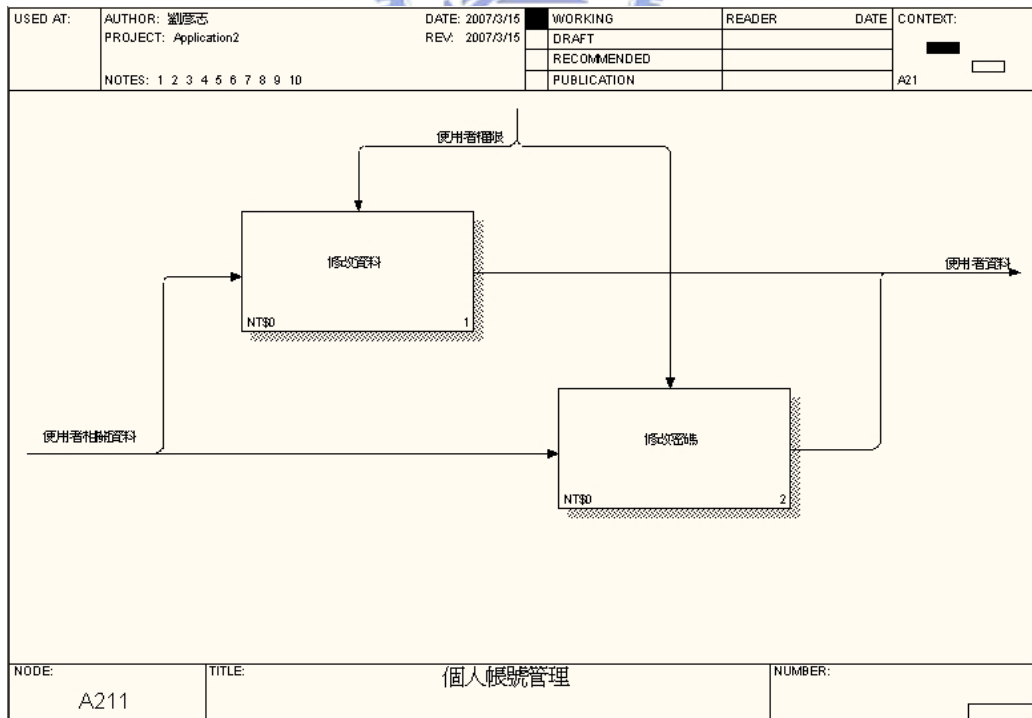 USED AT:
AUTHOR: 劉彥志
DATE: 2007/3/15
PROJECT: Application2
REV: 2007/3/15
NOTES: 1 2 3 4 5 6 7 8 9 10
WORKING
DRAFT
RECOMMENDED
PUBLICATION
READER DATE
CONTEXT:
A21
使用者權限
修改資料
NT$0 1
使用者資料
使用者相關資料
修改密碼
NT$0 2
NODE:
A211
TITLE:
個人帳號管理
NUMBER: